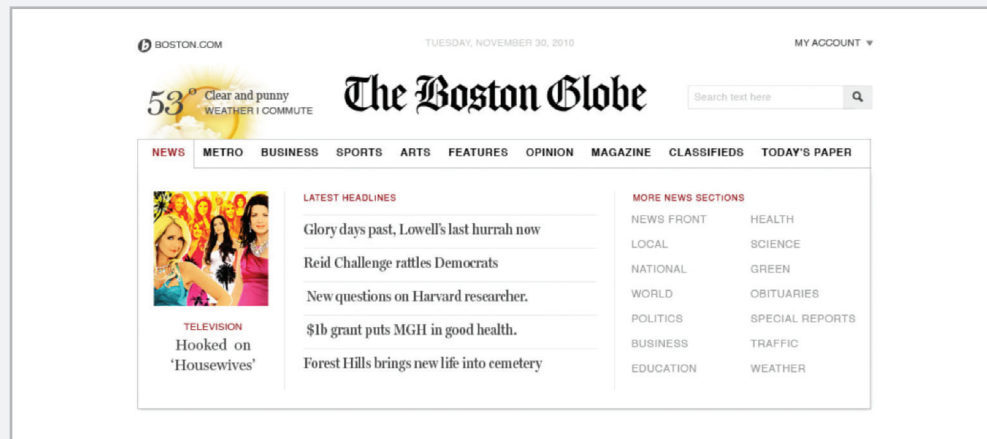 BOSTON.COM
TUESDAY, NOVEMBER 30, 2010
MY ACCOUNT
53° Clear and punny
WEATHER I COMMUTE
The Boston Globe
Search text here
NEWS METRO BUSINESS SPORTS ARTS FEATURES OPINION MAGAZINE CLASSIFIEDS TODAY'S PAPER
TELEVISION
Hooked on
‘Housewives’
LATEST HEADLINES
Glory days past, Lowell's last hurrah now
Reid Challenge rattles Democrats
New questions on Harvard researcher.
$1b grant puts MGH in good health.
Forest Hills brings new life into cemetery
MORE NEWS SECTIONS
NEWS FRONT
LOCAL
NATIONAL
WORLD
POLITICS
BUSINESS
EDUCATION
HEALTH
SCIENCE
GREEN
OBITUARIES
SPECIAL REPORTS
TRAFFIC
WEATHER